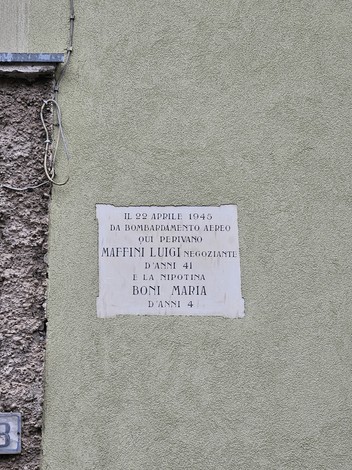 IL 22 APRILE 1945
DA BOMBARDAMENTO AEREO
QUI PERIVANO
MAFFINI LUIGI NEGOZIANTE
D'ANNI 41
E LA NIPOTINA
BONI MARIA
D'ANNI 4